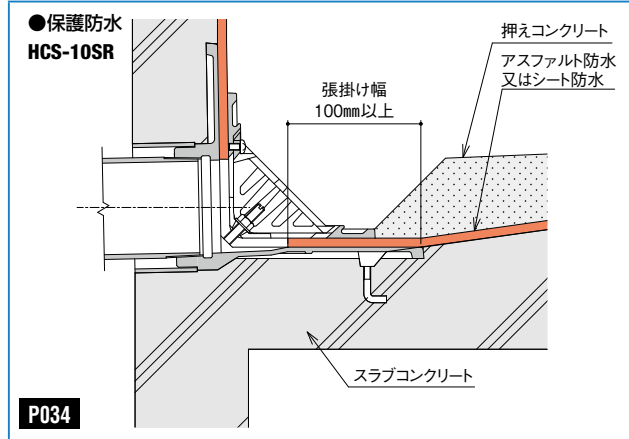 ●保護防水
HCS-10SR
押えコンクリート
アスファルト防水
又はシート防水
張掛け幅
100㎜以上
スラブコンクリート
P034